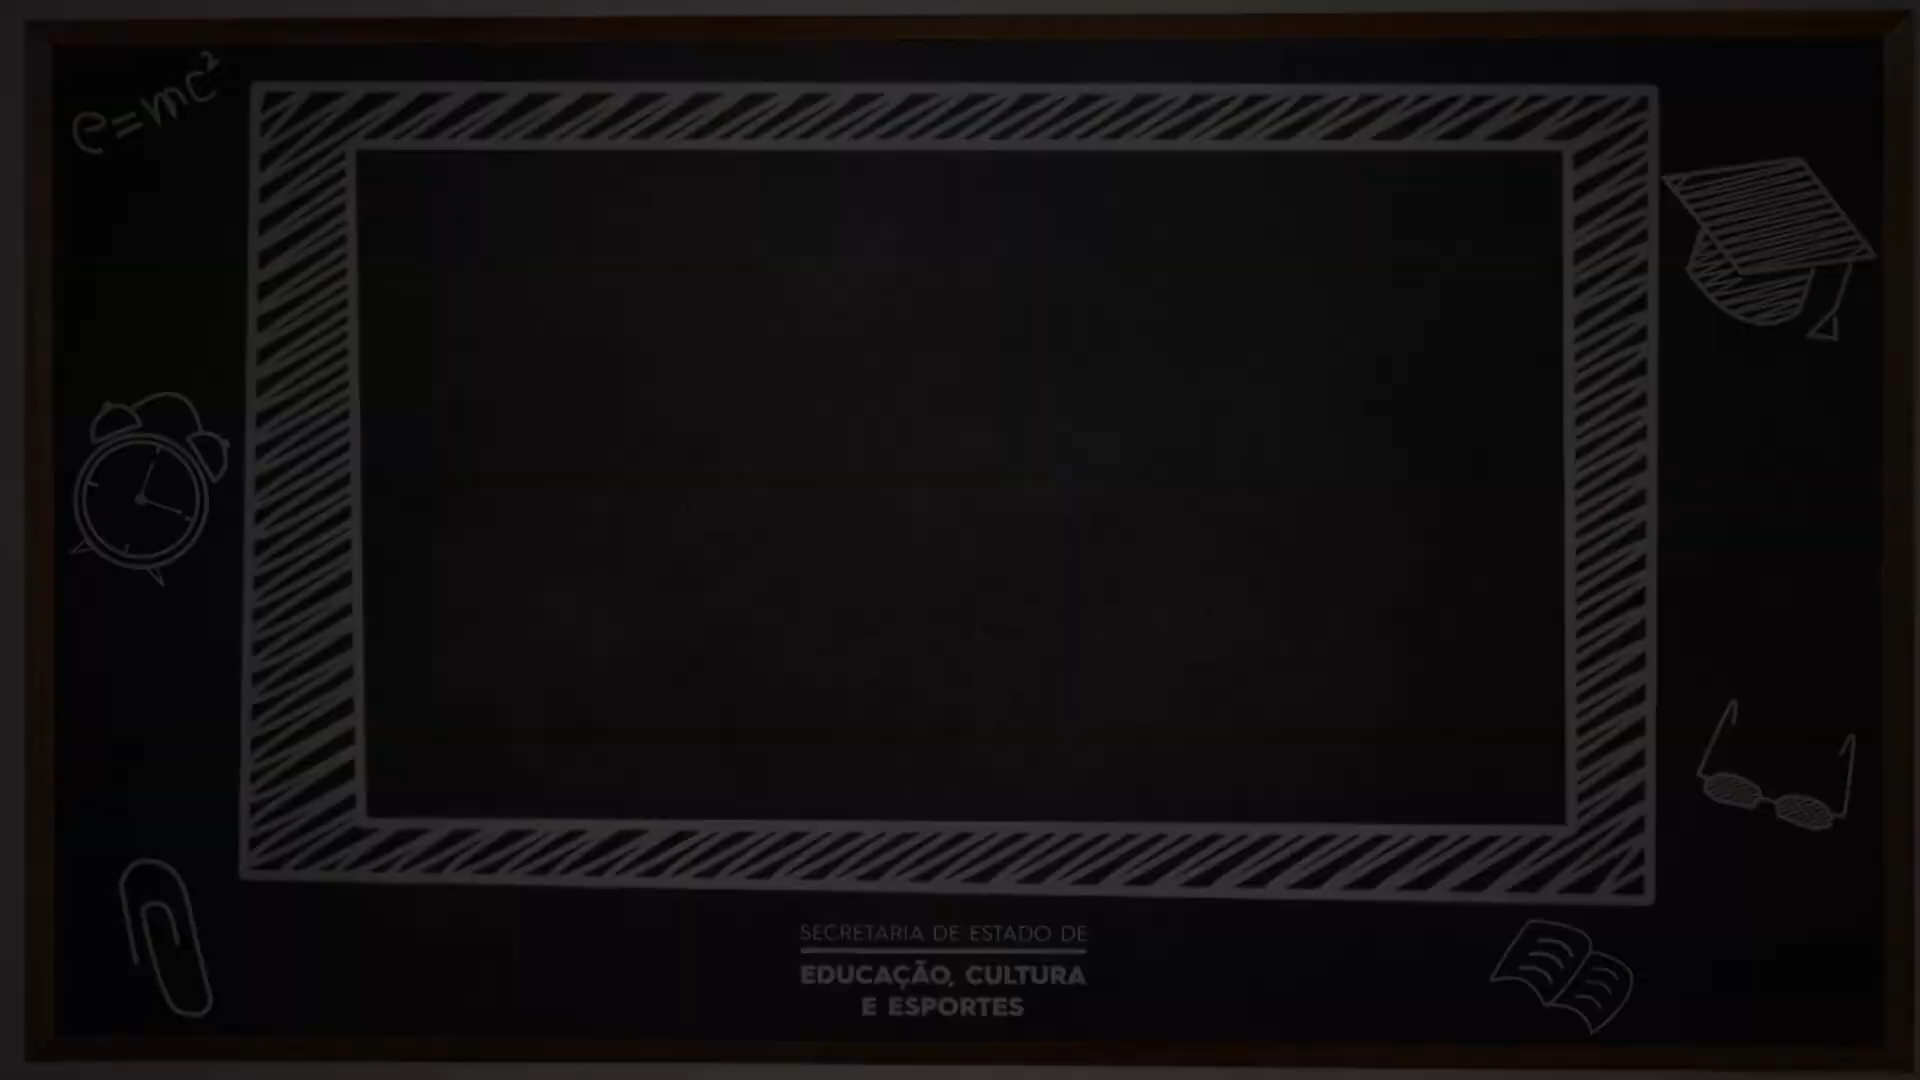 e=mc²
SECRETARIA DE ESTADO DE
EDUCAÇÃO, CULTURA
E ESPORTES